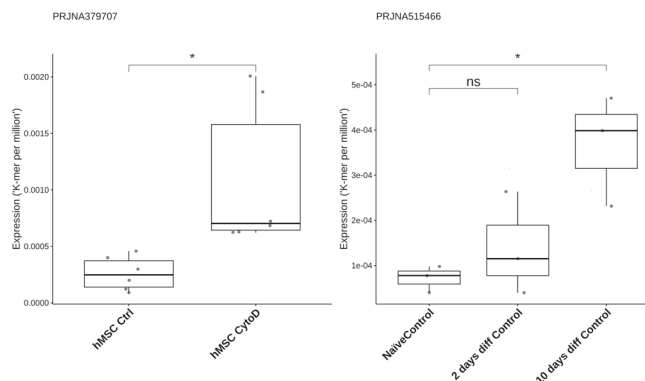 PRJNA379707
PRJNA515466
*
*
ns
0.0020
0.0015
0.0010
0.0005
0.0000
5e-04
4e-04
3e-04
2e-04
1e-04
Expression ('K-mer per million')
Expression ('K-mer per million')
hMSC Ctrl
hMSC CytoD
NaïveControl
2 days diff Control
10 days diff Control